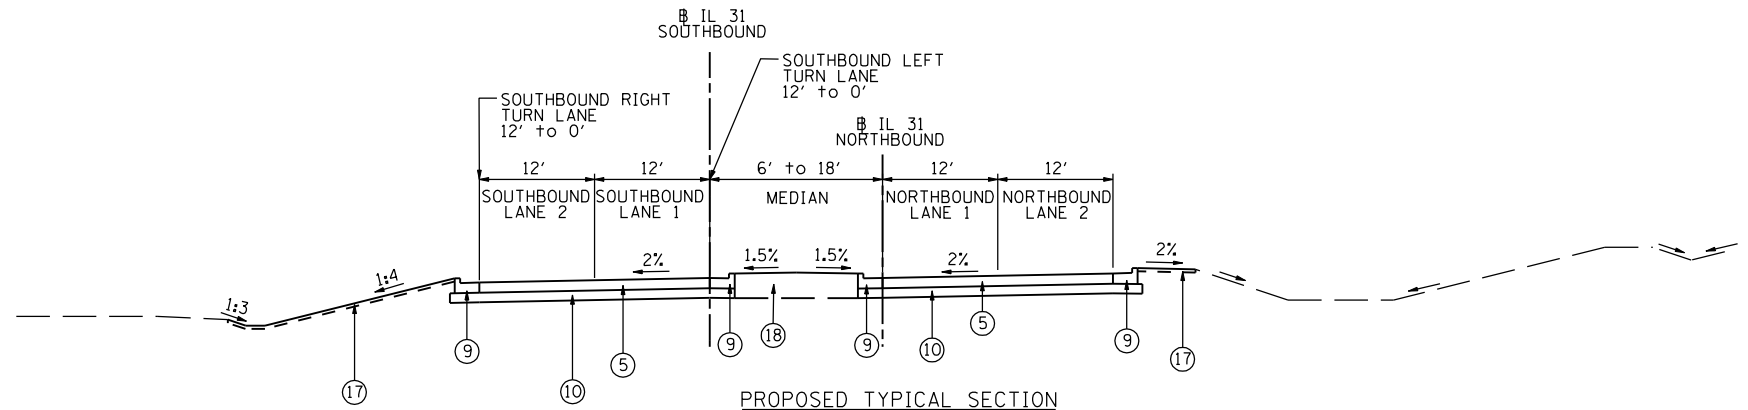 ℄ IL 31
SOUTHBOUND
SOUTHBOUND LEFT
TURN LANE
12' to 0'
SOUTHBOUND RIGHT
TURN LANE
12' to 0'
IL 31
NORTHBOUND
12'
12'
6' to 18'
12'
12'
SOUTHBOUND
LANE 2
SOUTHBOUND
LANE 1
MEDIAN
NORTHBOUND
LANE 1
NORTHBOUND
LANE 2
2%
1.5%
1.5%
2%
2%
1:4
1:3
9
5
9
18
9
10
5
9
17
17
10
PROPOSED TYPICAL SECTION